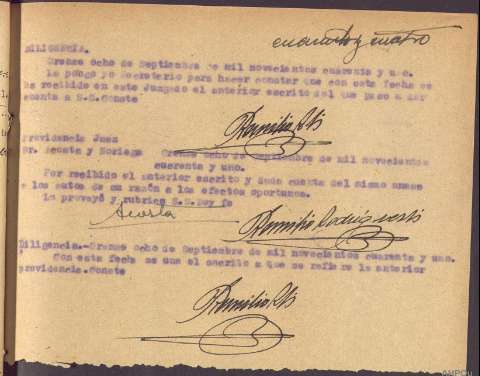 cuarenta y cuatro
DILIGENCIA.
Orense ocho de Septiembre de mil novecientos cuarenta y uno.
La pongo yo Secretario para hacer constar que con esta fecha se
ha recibido en este Juzgado el anterior escrito del que paso a dar
cuenta a S.S. Conste
Providencia Juez
Sr. Acosta y Noriega Orense ocho de Septiembre de mil novecientos
cuarenta y uno.
Por recibido el anterior escrito y dada cuenta del mismo unase
a los autos de su razón a los efectos oportunos.
Lo proveyó y rubrica S.S. Doy fe
Acosta
Diligencia.-Orense ocho de Septiembre de mil novecientos cuarenta y uno.
Con esta fecha se une el escrito a que se refiere la anterior
providencia. Conste